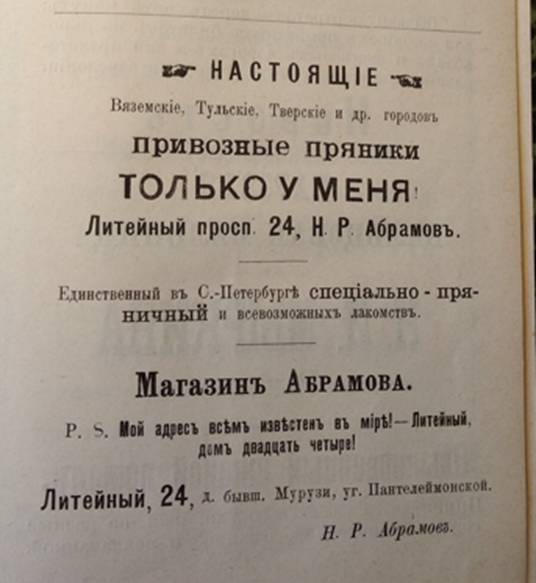 НАСТОЯЩІЕ
Вяземскіе, Тульскіе, Тверскіе и др. городовъ
привозные пряники
ТОЛЬКО У МЕНЯ!
Литейный просп. 24, Н. Р. Абрамовъ.
Единственный въ С.-Петербургѣ спеціально-пря-
ничный и всевозможныхъ лакомствъ.
Магазинъ АБРАМОВА.
P. S. Мой адресъ всѣмъ извѣстенъ въ мірѣ!—Литейный,
домъ двадцать четыре!
Литейный, 24, д. бывш. Мурузи, уг. Пантелеймонской.
Н. Р. Абрамовъ.